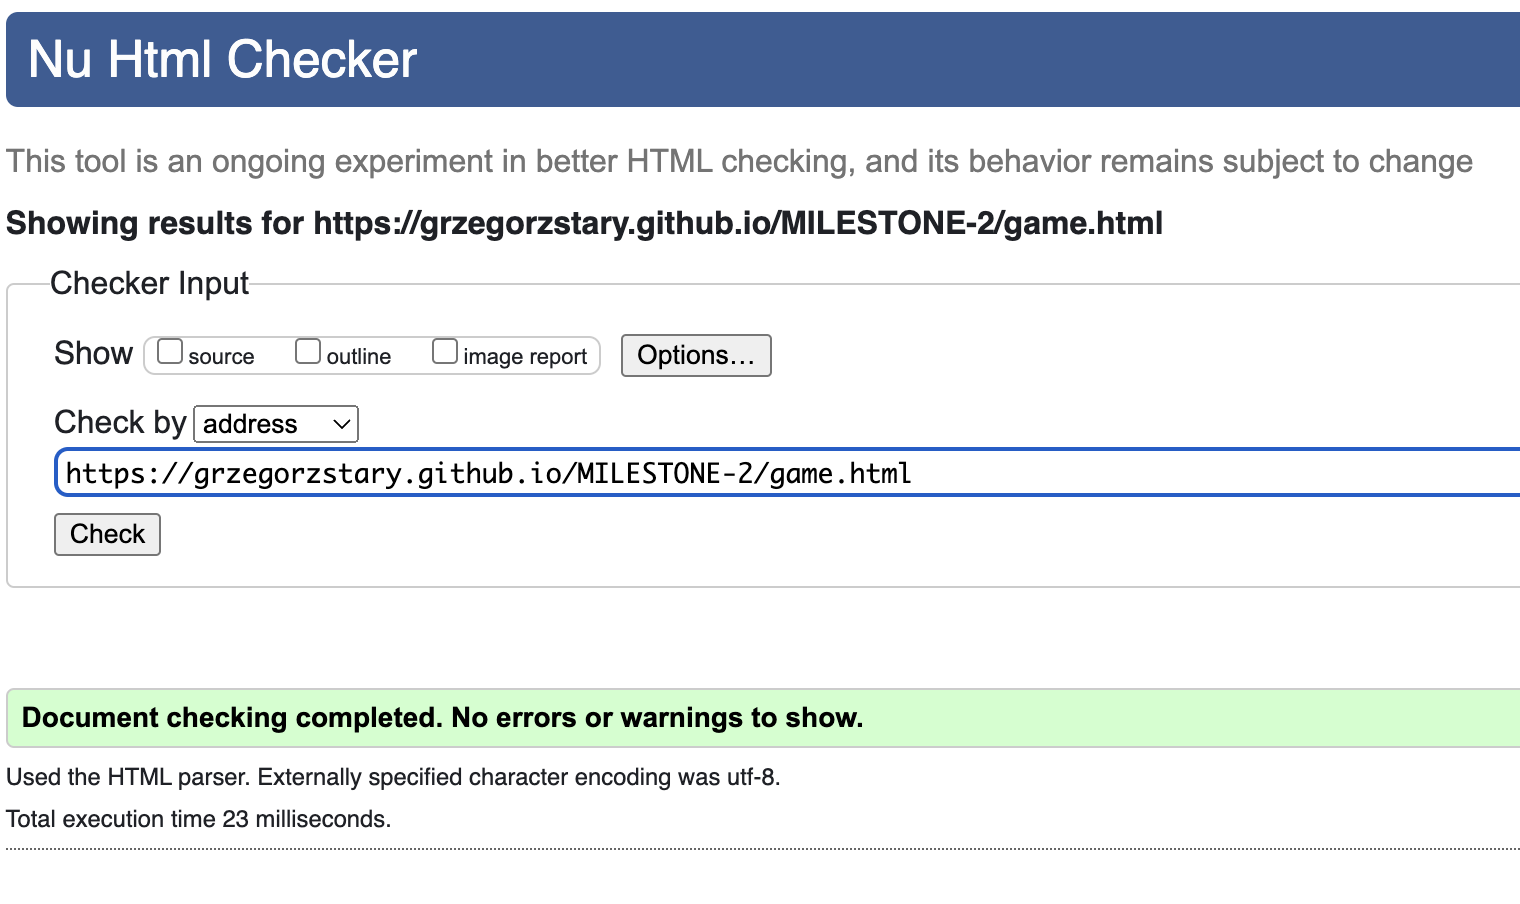 Nu Html Checker
This tool is an ongoing experiment in better HTML checking, and its behavior remains subject to change
Showing results for https://grzegorzstary.github.io/MILESTONE-2/game.html
Checker Input
Show source outline image report Options…
Check by address
https://grzegorzstary.github.io/MILESTONE-2/game.html
Check
Document checking completed. No errors or warnings to show.
Used the HTML parser. Externally specified character encoding was utf-8.
Total execution time 23 milliseconds.